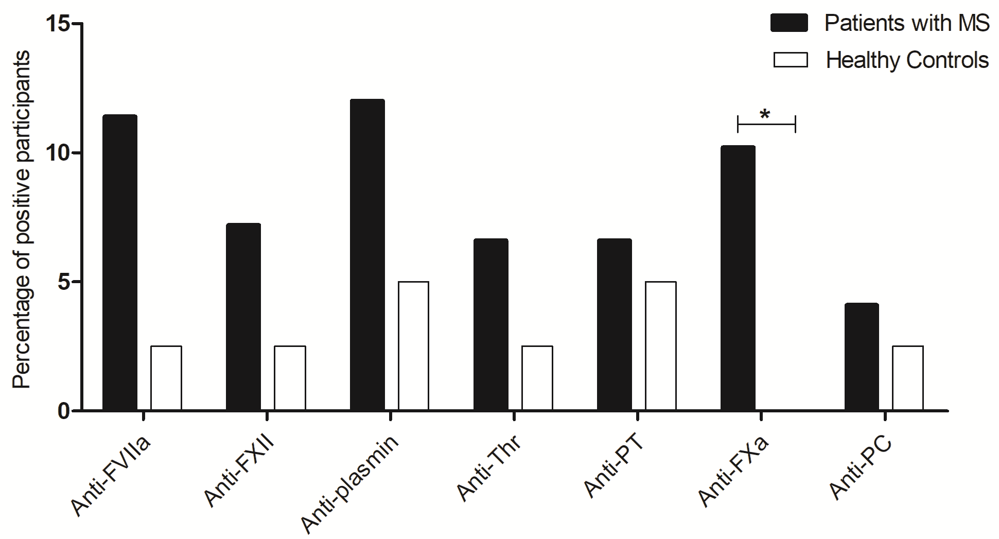 Percentage of positive participants
15
10
5
0
Patients with MS
Healthy Controls
*
Anti-FVIIa
Anti-FXII
Anti-plasmin
Anti-Thr
Anti-PT
Anti-FXa
Anti-PC